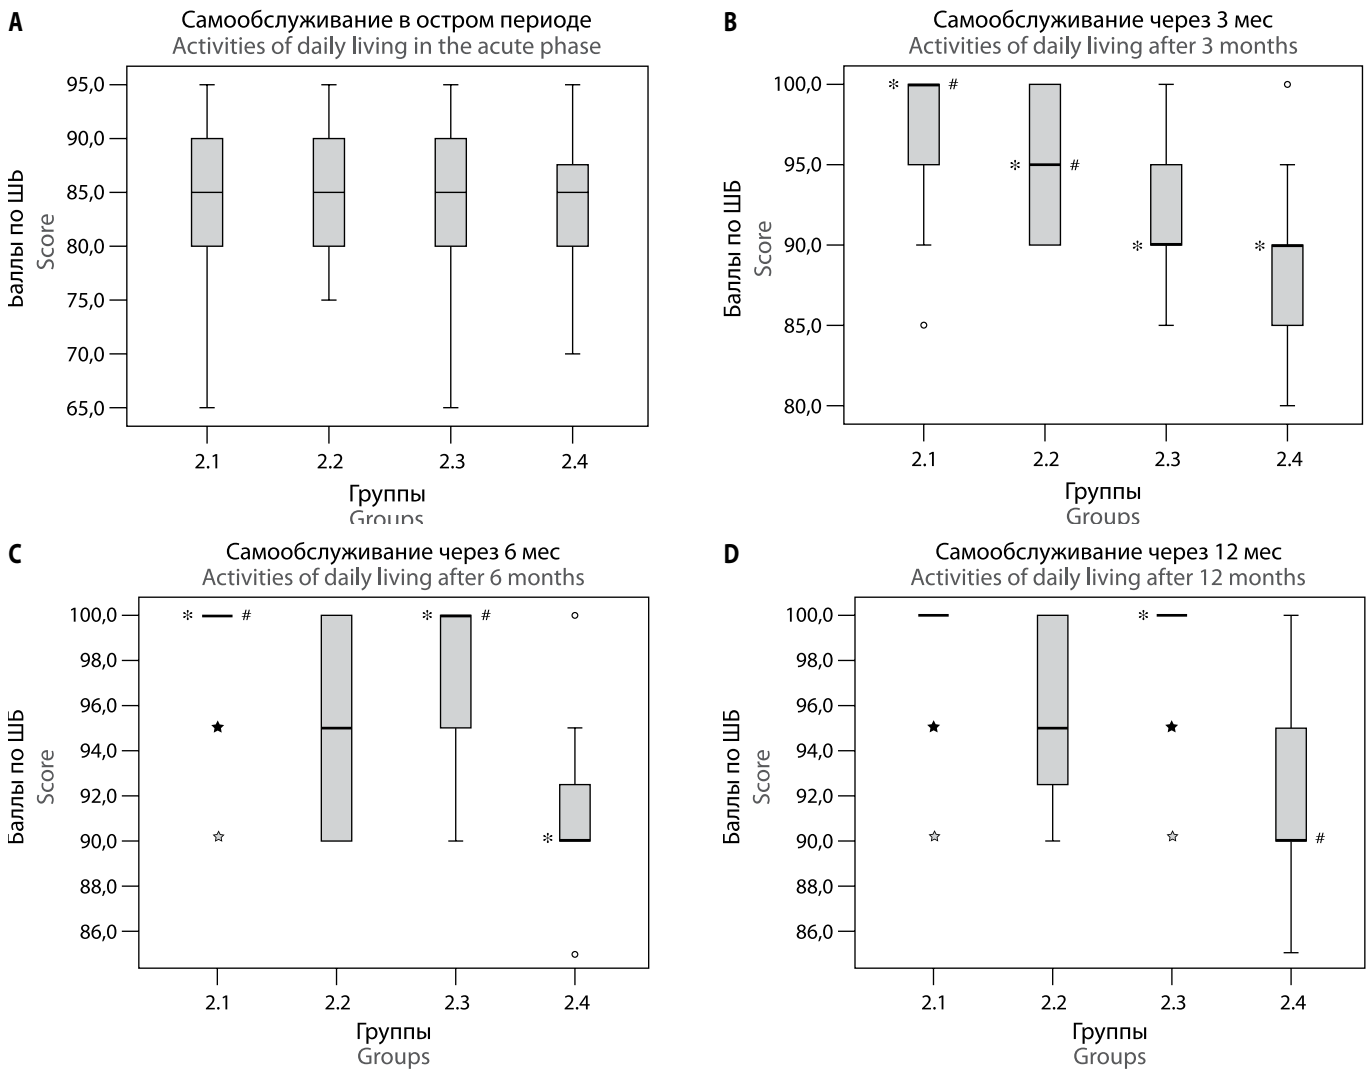 A
Самообслуживание в остром периоде
Activities of daily living in the acute phase
Баллы по ШБ
Score
95,0
90,0
85,0
80,0
75,0
70,0
65,0
2.1 2.2 2.3 2.4
Группы
Groups
B
Самообслуживание через 3 мес
Activities of daily living after 3 months
Баллы по ШБ
Score
100,0
* #
95,0
* #
90,0
* *
85,0
80,0
2.1 2.2 2.3 2.4
Группы
Groups
C
Самообслуживание через 6 мес
Activities of daily living after 6 months
Баллы по ШБ
Score
100,0
* # * #
98,0
96,0
94,0
92,0
90,0
*
88,0
86,0
2.1 2.2 2.3 2.4
Группы
Groups
D
Самообслуживание через 12 мес
Activities of daily living after 12 months
Баллы по ШБ
Score
100,0
*
98,0
96,0
94,0
92,0
90,0
#
88,0
86,0
2.1 2.2 2.3 2.4
Группы
Groups